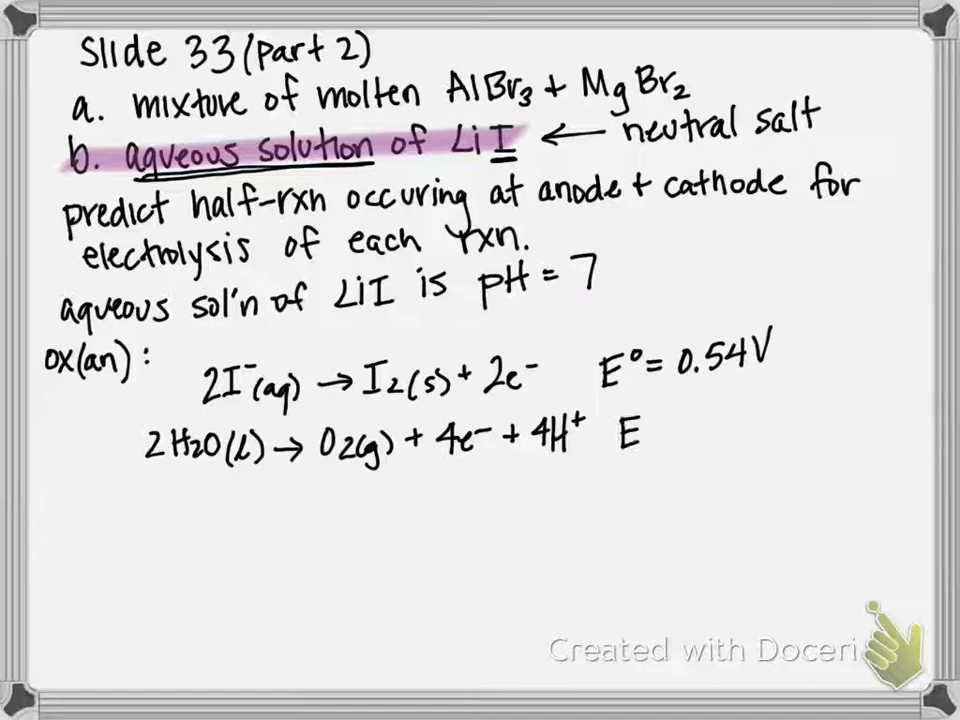 Slide 33 (part 2)
a. mixture of molten AlBr₃ + MgBr₂
b. aqueous solution of LiI ← neutral salt
predict half-rxn occuring at anode + cathode for
electrolysis of each rxn.
aqueous sol'n of LiI is pH = 7
ox(an) :
2I⁻(aq) → I₂(s) + 2e⁻ E° = 0.54V
2H₂O(l) → O₂(g) + 4e⁻ + 4H⁺ E
Created with Doceri